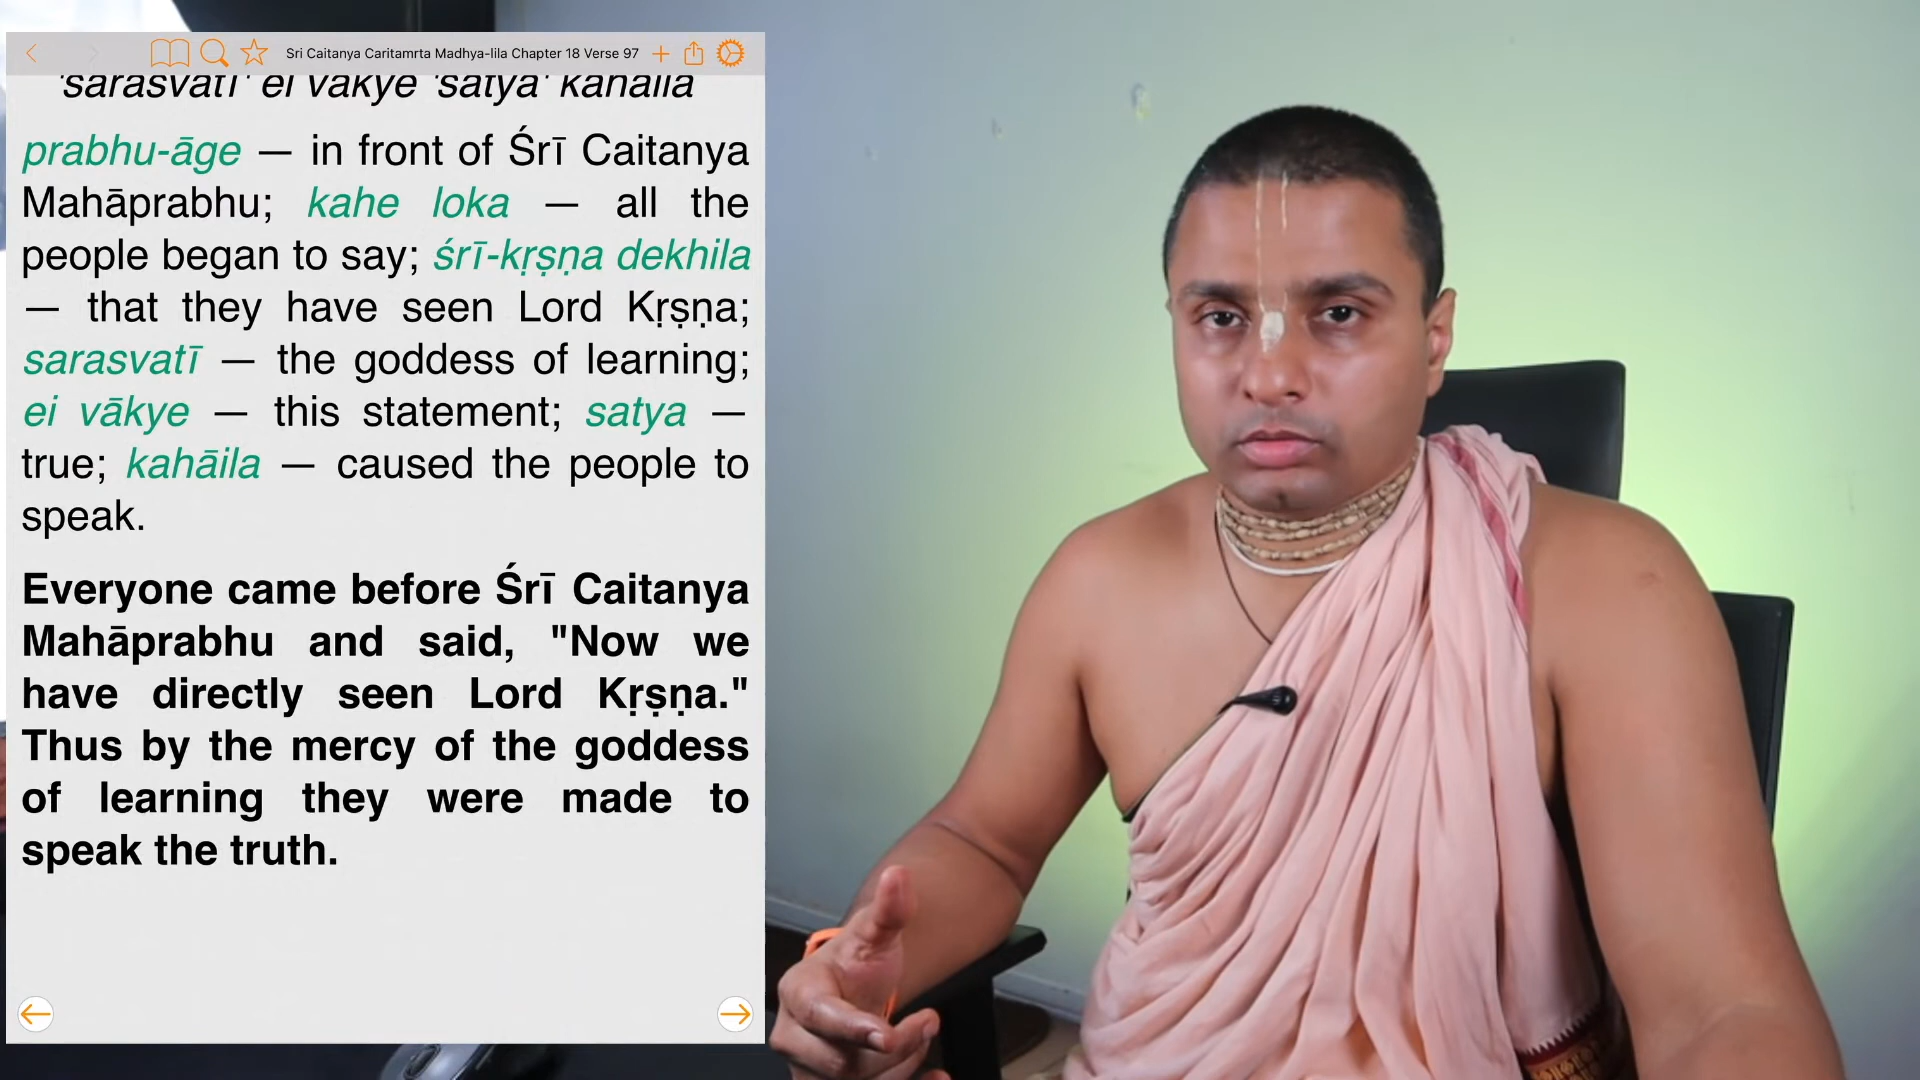 Sri Caitanya Caritamrta Madhya-lila Chapter 18 Verse 97
'sarasvatī' ei vākye 'satya' kahāila
prabhu-āge — in front of Śrī Caitanya
Mahāprabhu; kahe loka — all the
people began to say; śrī-kṛṣṇa dekhila
— that they have seen Lord Kṛṣṇa;
sarasvatī — the goddess of learning;
ei vākye — this statement; satya —
true; kahāila — caused the people to
speak.
Everyone came before Śrī Caitanya
Mahāprabhu and said, "Now we
have directly seen Lord Kṛṣṇa."
Thus by the mercy of the goddess
of learning they were made to
speak the truth.